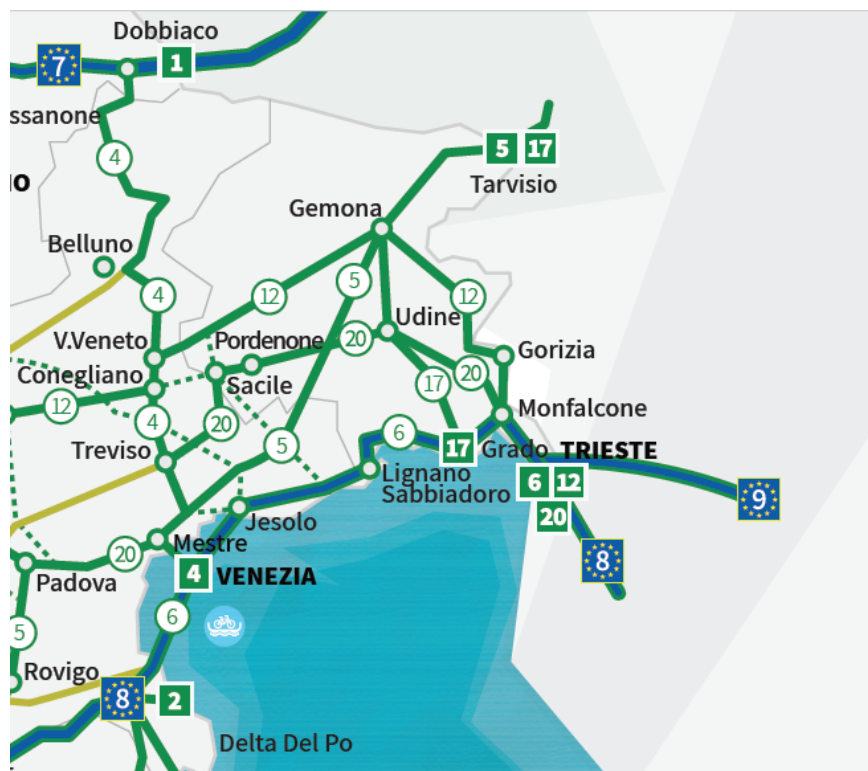 Dobbiaco
7
1
ssanone
4
5
17
Tarvisio
IO
Gemona
Belluno
4
12
5
12
Udine
V.Veneto
Pordenone
20
Gorizia
Conegliano
Sacile
17
20
12
4
20
Monfalcone
Treviso
5
6
17
Grado
TRIESTE
Lignano
Sabbiadoro
6
12
9
20
Jesolo
Mestre
20
8
Padova
4
VENEZIA
6
5
Rovigo
8
2
Delta Del Po